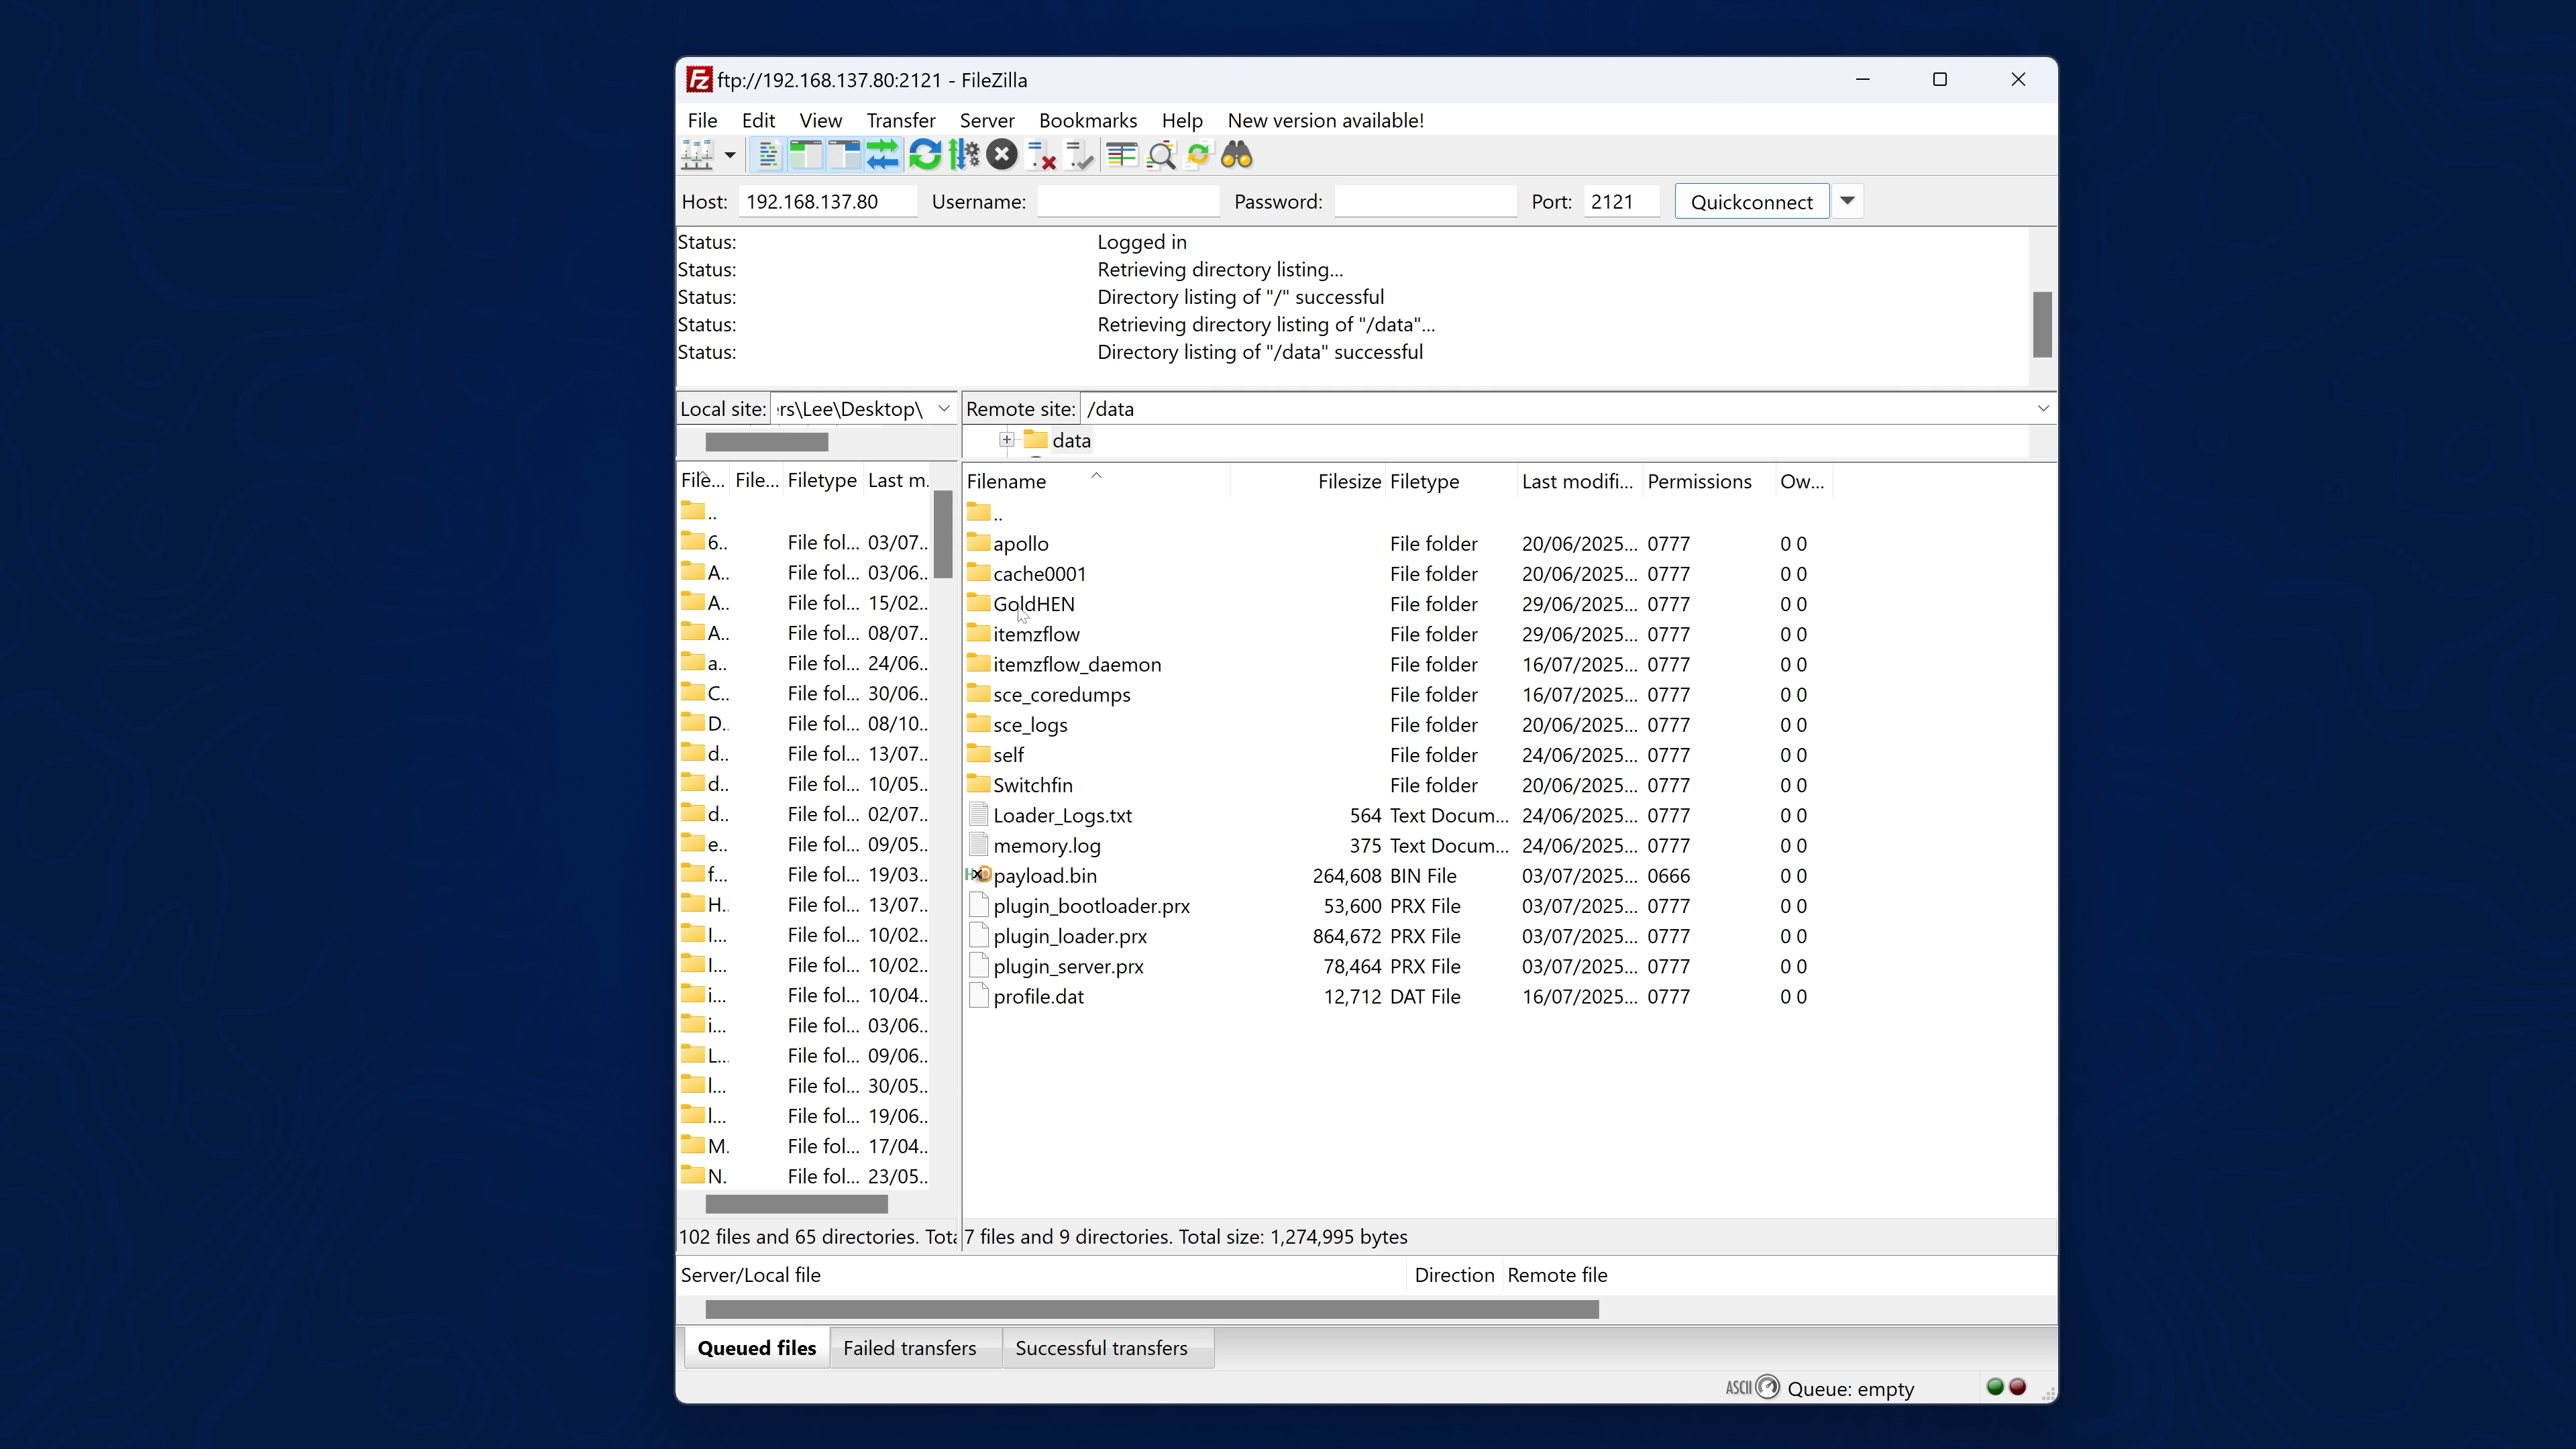 ftp://192.168.137.80:2121 - FileZilla
File Edit View Transfer Server Bookmarks Help New version available!
Host: 192.168.137.80 Username: Password: Port: 2121 Quickconnect
Status: Logged in
Status: Retrieving directory listing...
Status: Directory listing of "/" successful
Status: Retrieving directory listing of "/data"...
Status: Directory listing of "/data" successful
Local site: rs\Lee\Desktop\ Remote site: /data
data
File... File... Filetype Last m.
..
6.. File fol... 03/07..
A.. File fol... 03/06..
A.. File fol... 15/02..
A.. File fol... 08/07..
a.. File fol... 24/06..
C.. File fol... 30/06..
D.. File fol... 08/10..
d.. File fol... 13/07..
d.. File fol... 10/05..
d.. File fol... 02/07..
e.. File fol... 09/05..
f... File fol... 19/03..
H.. File fol... 13/07..
I... File fol... 10/02..
I... File fol... 10/02..
i... File fol... 10/04..
i... File fol... 03/06..
L... File fol... 09/06..
l... File fol... 30/05..
l... File fol... 19/06..
M. File fol... 17/04..
N. File fol... 23/05..
102 files and 65 directories. Tota
Filename Filesize Filetype Last modifi... Permissions Ow...
..
apollo File folder 20/06/2025... 0777 0 0
cache0001 File folder 20/06/2025... 0777 0 0
GoldHEN File folder 29/06/2025... 0777 0 0
itemzflow File folder 29/06/2025... 0777 0 0
itemzflow_daemon File folder 16/07/2025... 0777 0 0
sce_coredumps File folder 16/07/2025... 0777 0 0
sce_logs File folder 20/06/2025... 0777 0 0
self File folder 24/06/2025... 0777 0 0
Switchfin File folder 20/06/2025... 0777 0 0
Loader_Logs.txt 564 Text Docum... 24/06/2025... 0777 0 0
memory.log 375 Text Docum... 24/06/2025... 0777 0 0
payload.bin 264,608 BIN File 03/07/2025... 0666 0 0
plugin_bootloader.prx 53,600 PRX File 03/07/2025... 0777 0 0
plugin_loader.prx 864,672 PRX File 03/07/2025... 0777 0 0
plugin_server.prx 78,464 PRX File 03/07/2025... 0777 0 0
profile.dat 12,712 DAT File 16/07/2025... 0777 0 0
7 files and 9 directories. Total size: 1,274,995 bytes
Server/Local file Direction Remote file
Queued files Failed transfers Successful transfers
ASCII Queue: empty